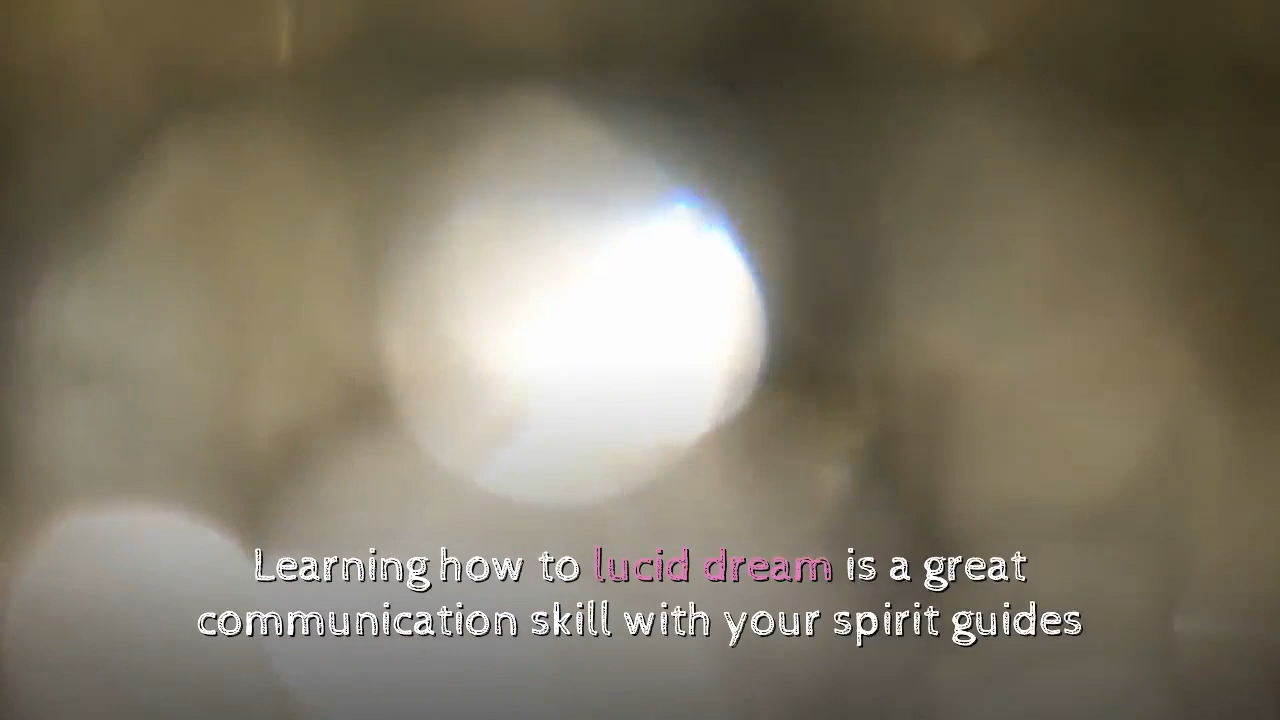 Learning how to lucid dream is a great
communication skill with your spirit guides